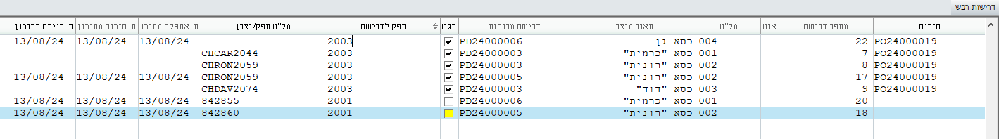 דרישות רכש
הזמנה מספר דרישה אוט מק"ט תאור מוצר דרישה מרוכזת סגרו ספק לדרישה מק"ט ספק/יצרן ת. אספקה מתוכנ ת. הזמנה מתוכנן ת. כניסה מתוכנן
PO24000019 22 004 כסא גן PD24000006 2003 13/08/24 13/08/24 13/08/24
PO24000019 7 001 כסא "כרמית" PD24000003 2003 CHCAR2044
PO24000019 8 002 כסא "רונית" PD24000003 2003 CHRON2059
PO24000019 17 002 כסא "רונית" PD24000005 2003 CHRON2059 13/08/24 13/08/24 13/08/24
PO24000019 9 003 כסא "דוד" PD24000003 2003 CHDAV2074
20 001 כסא "כרמית" PD24000006 2001 842855 13/08/24 13/08/24 13/08/24
18 002 כסא "רונית" PD24000005 2001 842860 13/08/24 13/08/24 13/08/24